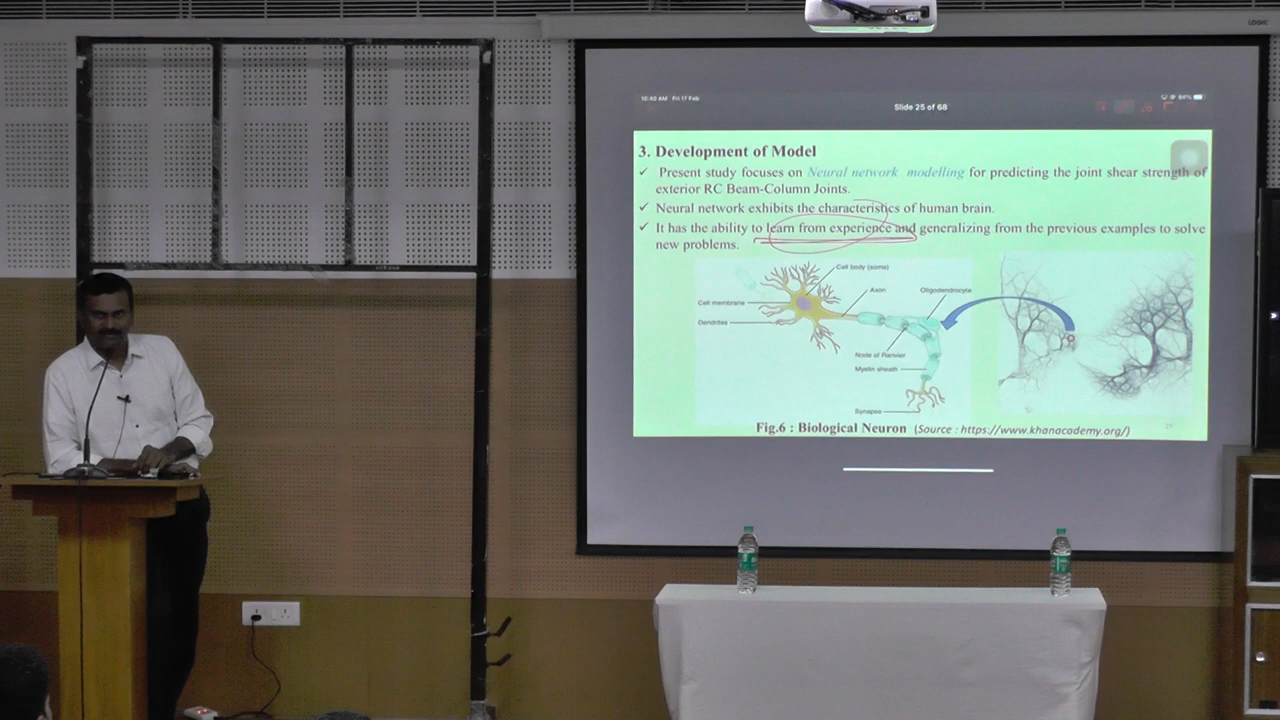 LOGIC
10:40 AM Fri 17 Feb
84%
Slide 25 of 68
3. Development of Model
✓ Present study focuses on Neural network modelling for predicting the joint shear strength of
exterior RC Beam-Column Joints.
✓ Neural network exhibits the characteristics of human brain.
✓ It has the ability to learn from experience and generalizing from the previous examples to solve
new problems.
Cell body (soma)
Axon
Oligodendrocyte
Cell membrane
Dendrites
Node of Ranvier
Myelin sheath
Synapse
Fig.6 : Biological Neuron (Source : https://www.khanacademy.org/)
25